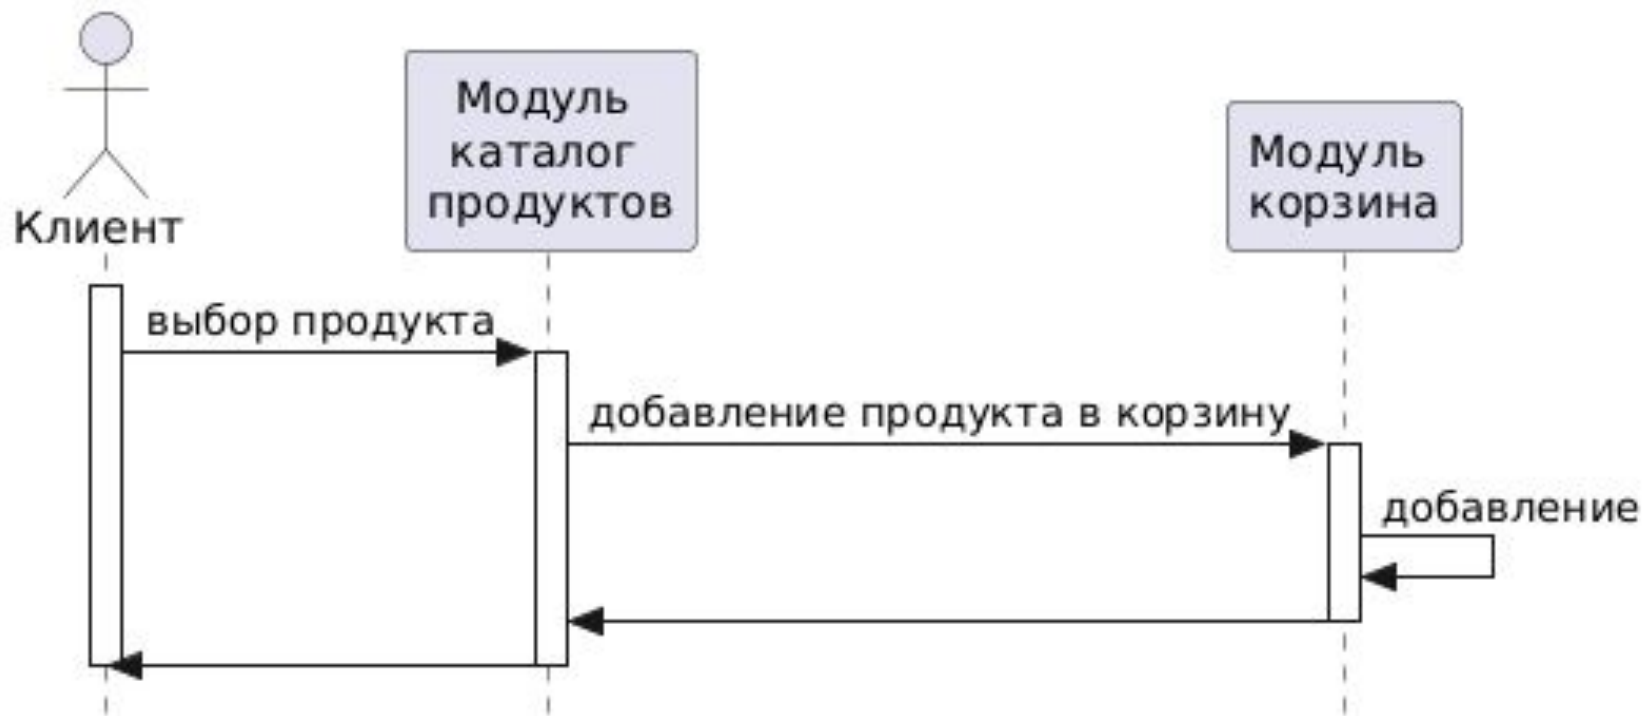 Клиент
Модуль
каталог
продуктов
Модуль
корзина
выбор продукта
добавление продукта в корзину
добавление